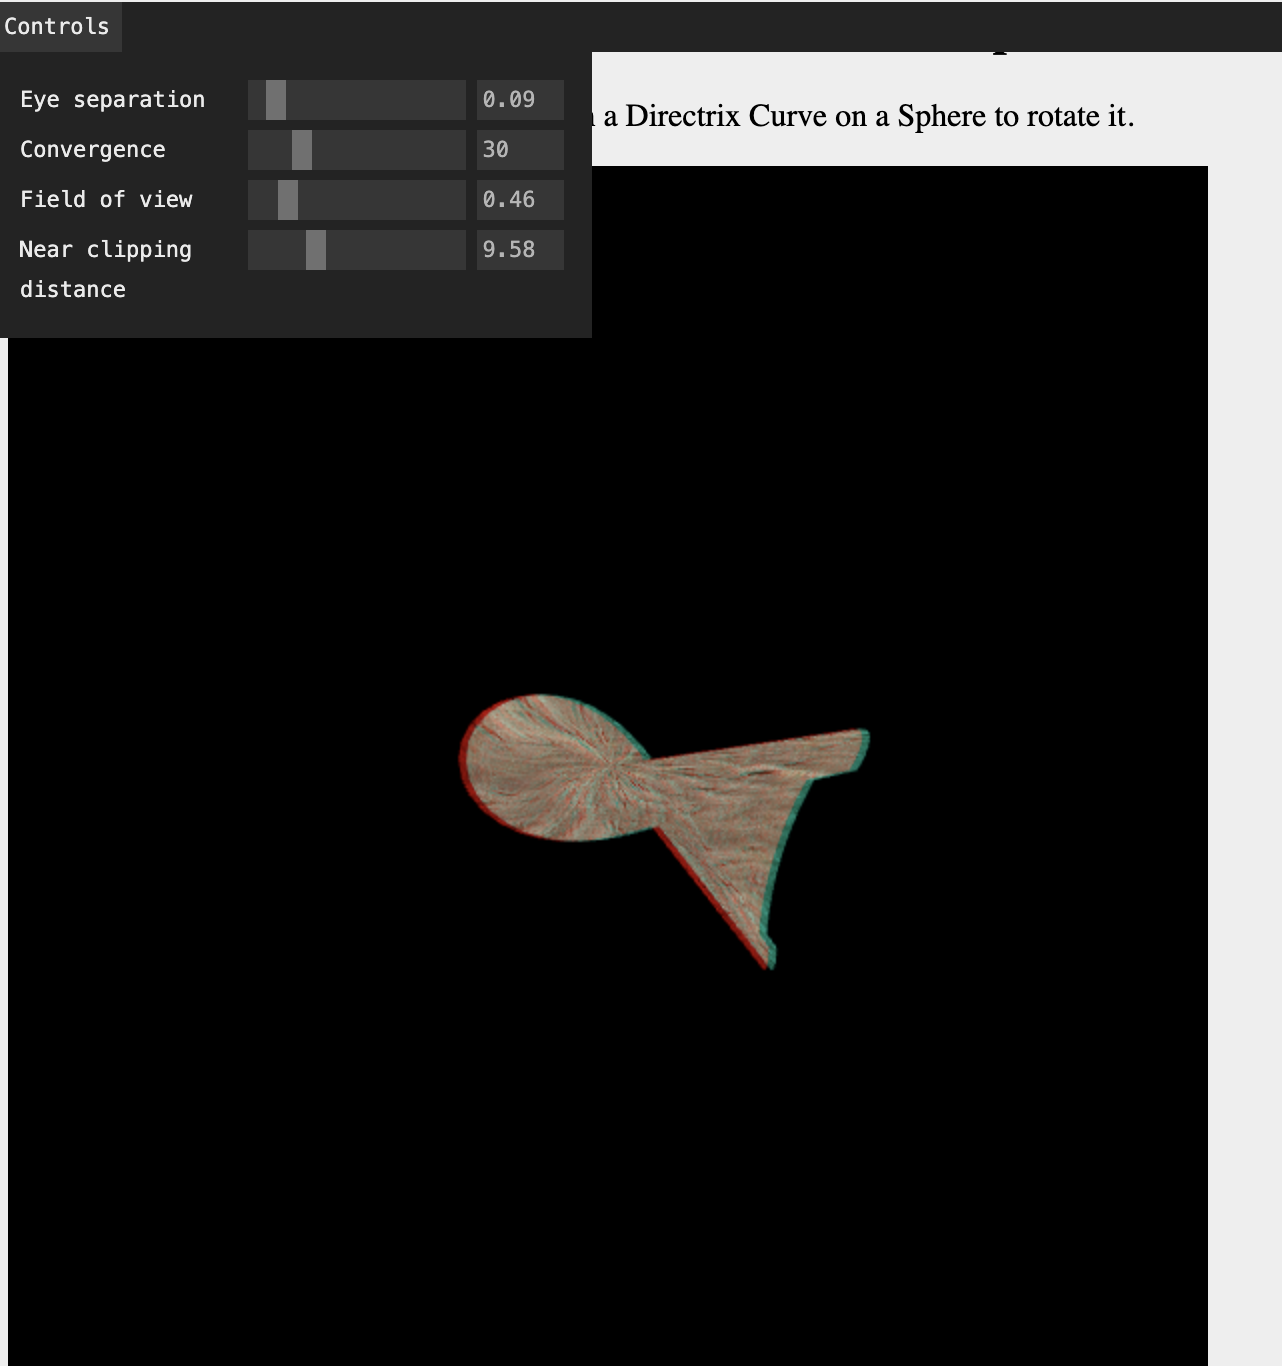 Controls
Eye separation 0.09
a Directrix Curve on a Sphere to rotate it.
Convergence 30
Field of view 0.46
Near clipping distance 9.58